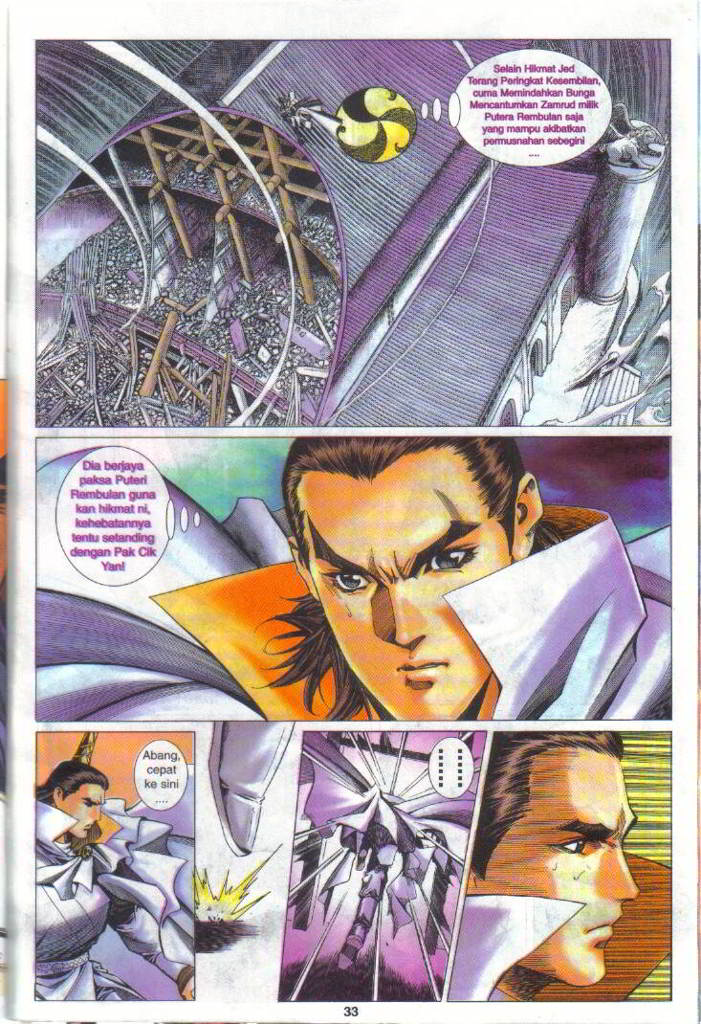 Selain Hikmat Jed
Terang Peringkat Kesembilan,
cuma Memindahkan Bunga
Mencantumkan Zamrud milik
Putera Rembulan saja
yang mampu akibatkan
permusnahan sebegini
....
Dia berjaya
paksa Puteri
Rembulan guna
kan hikmat ni,
kehebatannya
tentu setanding
dengan Pak Cik
Yan!
Abang,
cepat
ke sini
....
33